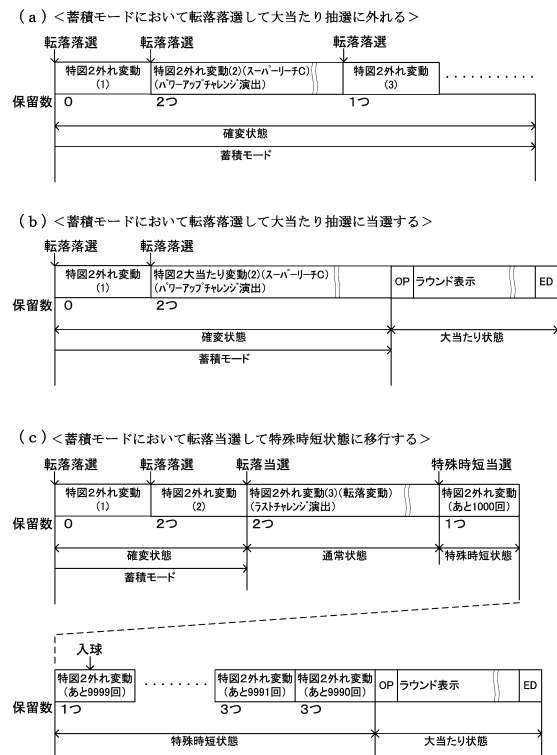 (a)<蓄積モードにおいて転落落選して大当たり抽選に外れる>
転落落選 転落落選 転落落選
特図2外れ変動 特図2外れ変動(2)(スーパーリーチC) 特図2外れ変動
(1) (パワーアップチャレンジ演出) (3)
保留数 0 2つ 1つ
確変状態
蓄積モード
(b)<蓄積モードにおいて転落落選して大当たり抽選に当選する>
転落落選 転落落選
特図2外れ変動 特図2大当たり変動(2)(スーパーリーチC) OP ラウンド表示 ED
(1) (パワーアップチャレンジ演出)
保留数 0 2つ
確変状態 大当たり状態
蓄積モード
(c)<蓄積モードにおいて転落当選して特殊時短状態に移行する>
転落落選 転落落選 転落当選 特殊時短当選
特図2外れ変動 特図2外れ変動 特図2外れ変動(3)(転落変動) 特図2外れ変動
(1) (2) (ラストチャレンジ演出) (あと1000回)
保留数 0 2つ 2つ 1つ
確変状態 通常状態 特殊時短状態
蓄積モード
入球
特図2外れ変動 特図2外れ変動 特図2外れ変動 OP ラウンド表示 ED
(あと9999回) (あと9991回) (あと9990回)
保留数 1つ 3つ 3つ
特殊時短状態 大当たり状態